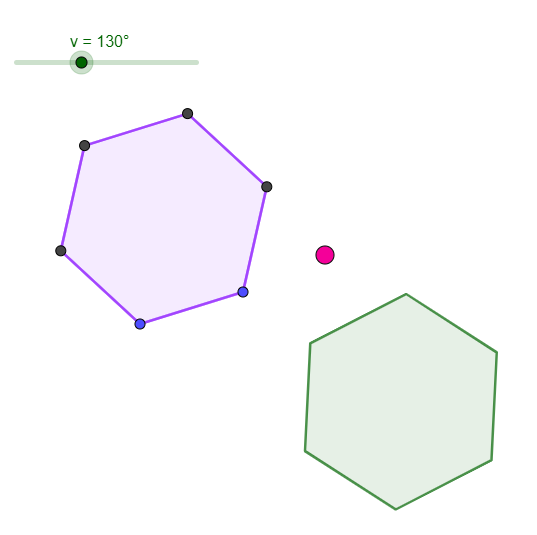 v = 130°